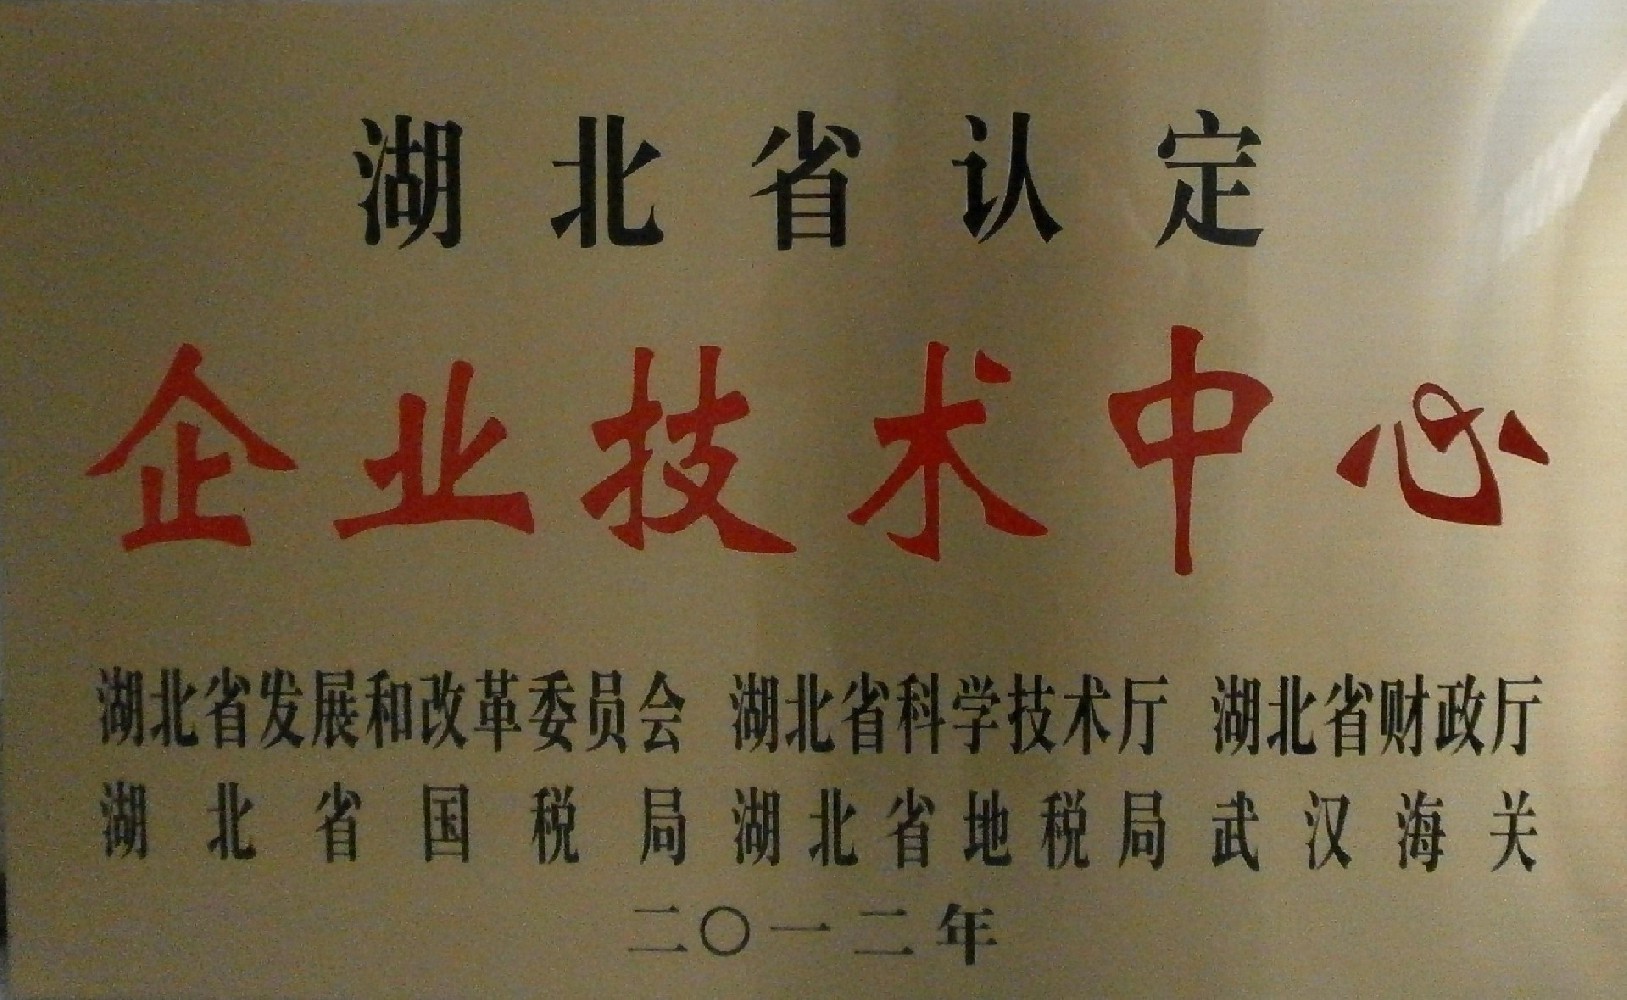 湖北省认定
企业技术中心
湖北省发展和改革委员会 湖北省科学技术厅 湖北省财政厅
湖北省国税局 湖北省地税局 武汉海关
二〇一二年